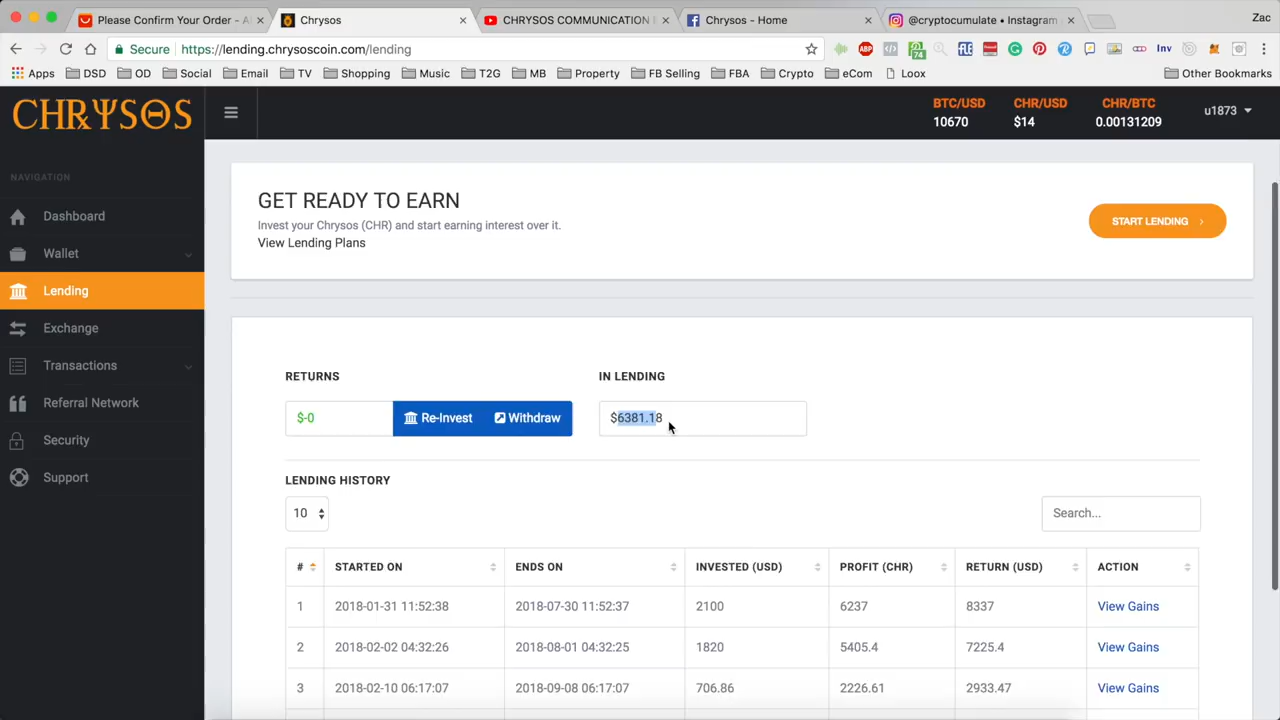 Please Confirm Your Order - Al
Chrysos
CHRYSOS COMMUNICATION
Chrysos - Home
@cryptocumulate • Instagram
Zac
Secure
https://lending.chrysoscoin.com/lending
74
Inv
Apps
DSD
OD
Social
Email
TV
Shopping
Music
T2G
MB
Property
FB Selling
FBA
Crypto
eCom
Loox
Other Bookmarks
CHRYSOS
BTC/USD
10670
CHR/USD
$14
CHR/BTC
0.00131209
u1873
NAVIGATION
Dashboard
Wallet
Lending
Exchange
Transactions
Referral Network
Security
Support
GET READY TO EARN
Invest your Chrysos (CHR) and start earning interest over it.
View Lending Plans
START LENDING
RETURNS
IN LENDING
$-0
Re-Invest
Withdraw
$6381.18
LENDING HISTORY
10
Search...
# STARTED ON ENDS ON INVESTED (USD) PROFIT (CHR) RETURN (USD) ACTION
1 2018-01-31 11:52:38 2018-07-30 11:52:37 2100 6237 8337 View Gains
2 2018-02-02 04:32:26 2018-08-01 04:32:25 1820 5405.4 7225.4 View Gains
3 2018-02-10 06:17:07 2018-09-08 06:17:07 706.86 2226.61 2933.47 View Gains